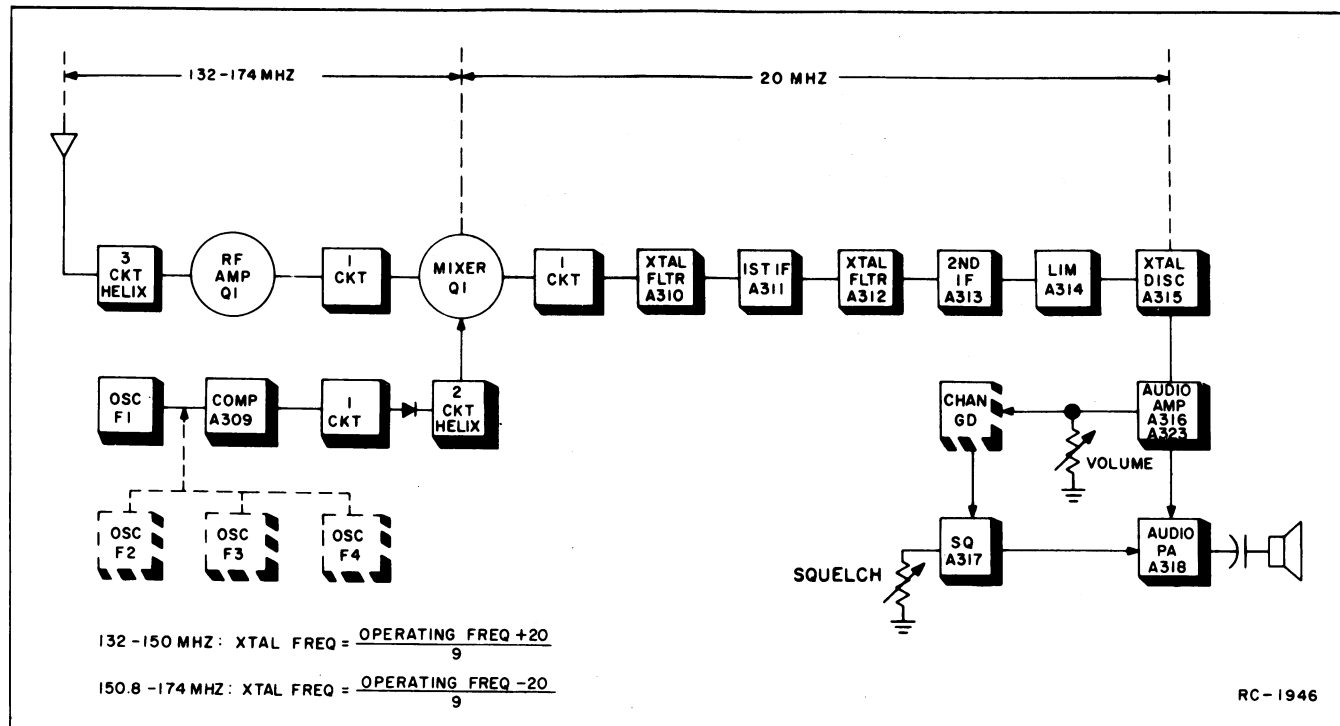 132-174 MHZ
20 MHZ
3
CKT
HELIX
RF
AMP
Q1
1
CKT
MIXER
Q1
1
CKT
XTAL
FLTR
A310
1ST IF
A311
XTAL
FLTR
A312
2ND
IF
A313
LIM
A314
XTAL
DISC
A315
OSC
F1
COMP
A309
1
CKT
2
CKT
HELIX
CHAN
GD
AUDIO
AMP
A316
A323
VOLUME
OSC
F2
OSC
F3
OSC
F4
SQ
A317
AUDIO
PA
A318
SQUELCH
132-150 MHZ: XTAL FREQ = OPERATING FREQ +20
9
150.8-174 MHZ: XTAL FREQ = OPERATING FREQ -20
9
RC-1946